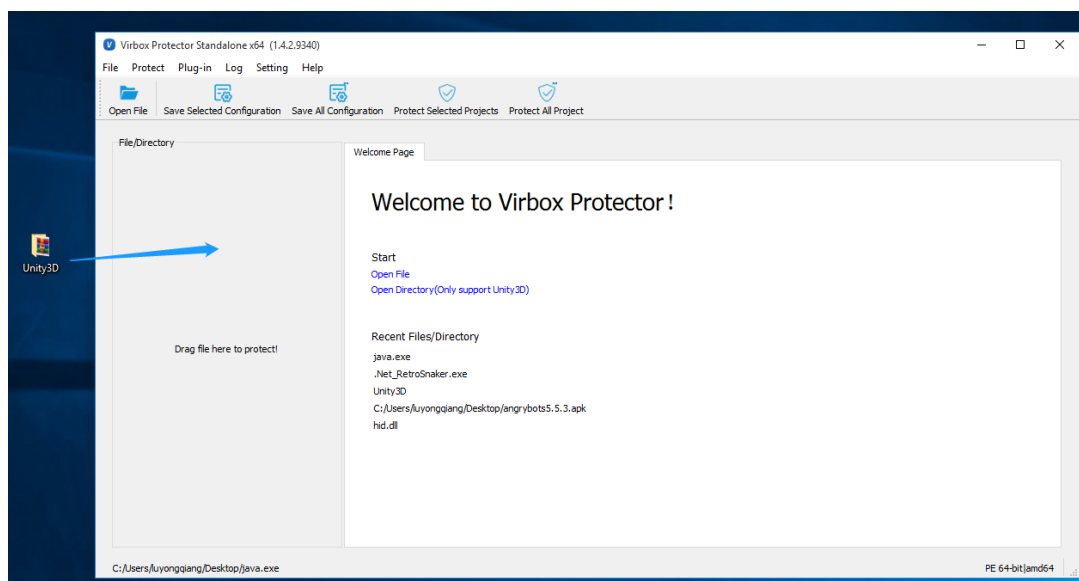 Virbox Protector Standalone x64 (1.4.2.9340)
File Protect Plug-in Log Setting Help
Open File Save Selected Configuration Save All Configuration Protect Selected Projects Protect All Project
File/Directory
Welcome Page
Welcome to Virbox Protector!
Unity3D
Start
Open File
Open Directory(Only support Unity3D)
Drag file here to protect!
Recent Files/Directory
java.exe
.Net_RetroSnaker.exe
Unity3D
C:/Users/luyongqiang/Desktop/angrybots5.5.3.apk
hid.dll
C:/Users/luyongqiang/Desktop/java.exe
PE 64-bit|amd64